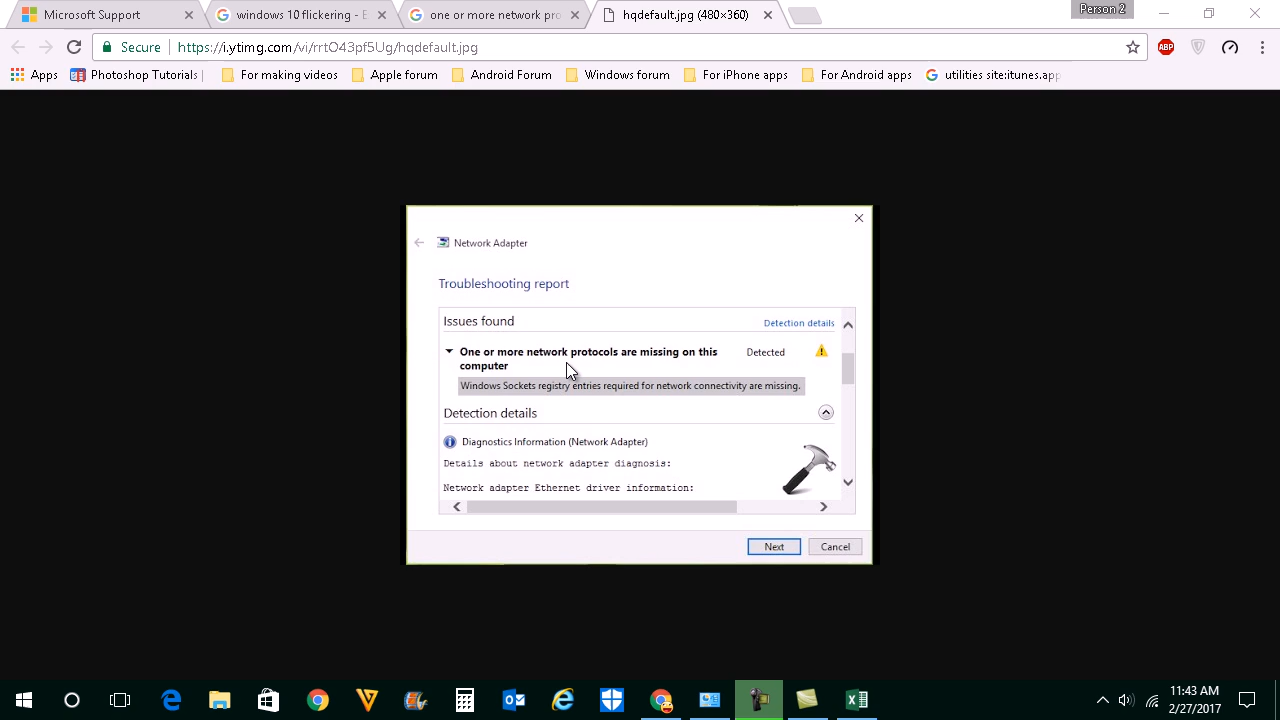 Microsoft Support
windows 10 flickering - E
one or more network pro
hqdefault.jpg (480×360)
Person 2
Secure
https://i.ytimg.com/vi/rrtO43pf5Ug/hqdefault.jpg
ABP
Apps
Photoshop Tutorials
For making videos
Apple forum
Android Forum
Windows forum
For Phone apps
For Android apps
utilities site:itunes.app
Network Adapter
Troubleshooting report
Issues found
Detection details
One or more network protocols are missing on this
computer
Detected
Windows Sockets registry entries required for network connectivity are missing.
Detection details
Diagnostics Information (Network Adapter)
Details about network adapter diagnosis:
Network adapter Ethernet driver information:
Next
Cancel
11:43 AM
2/27/2017